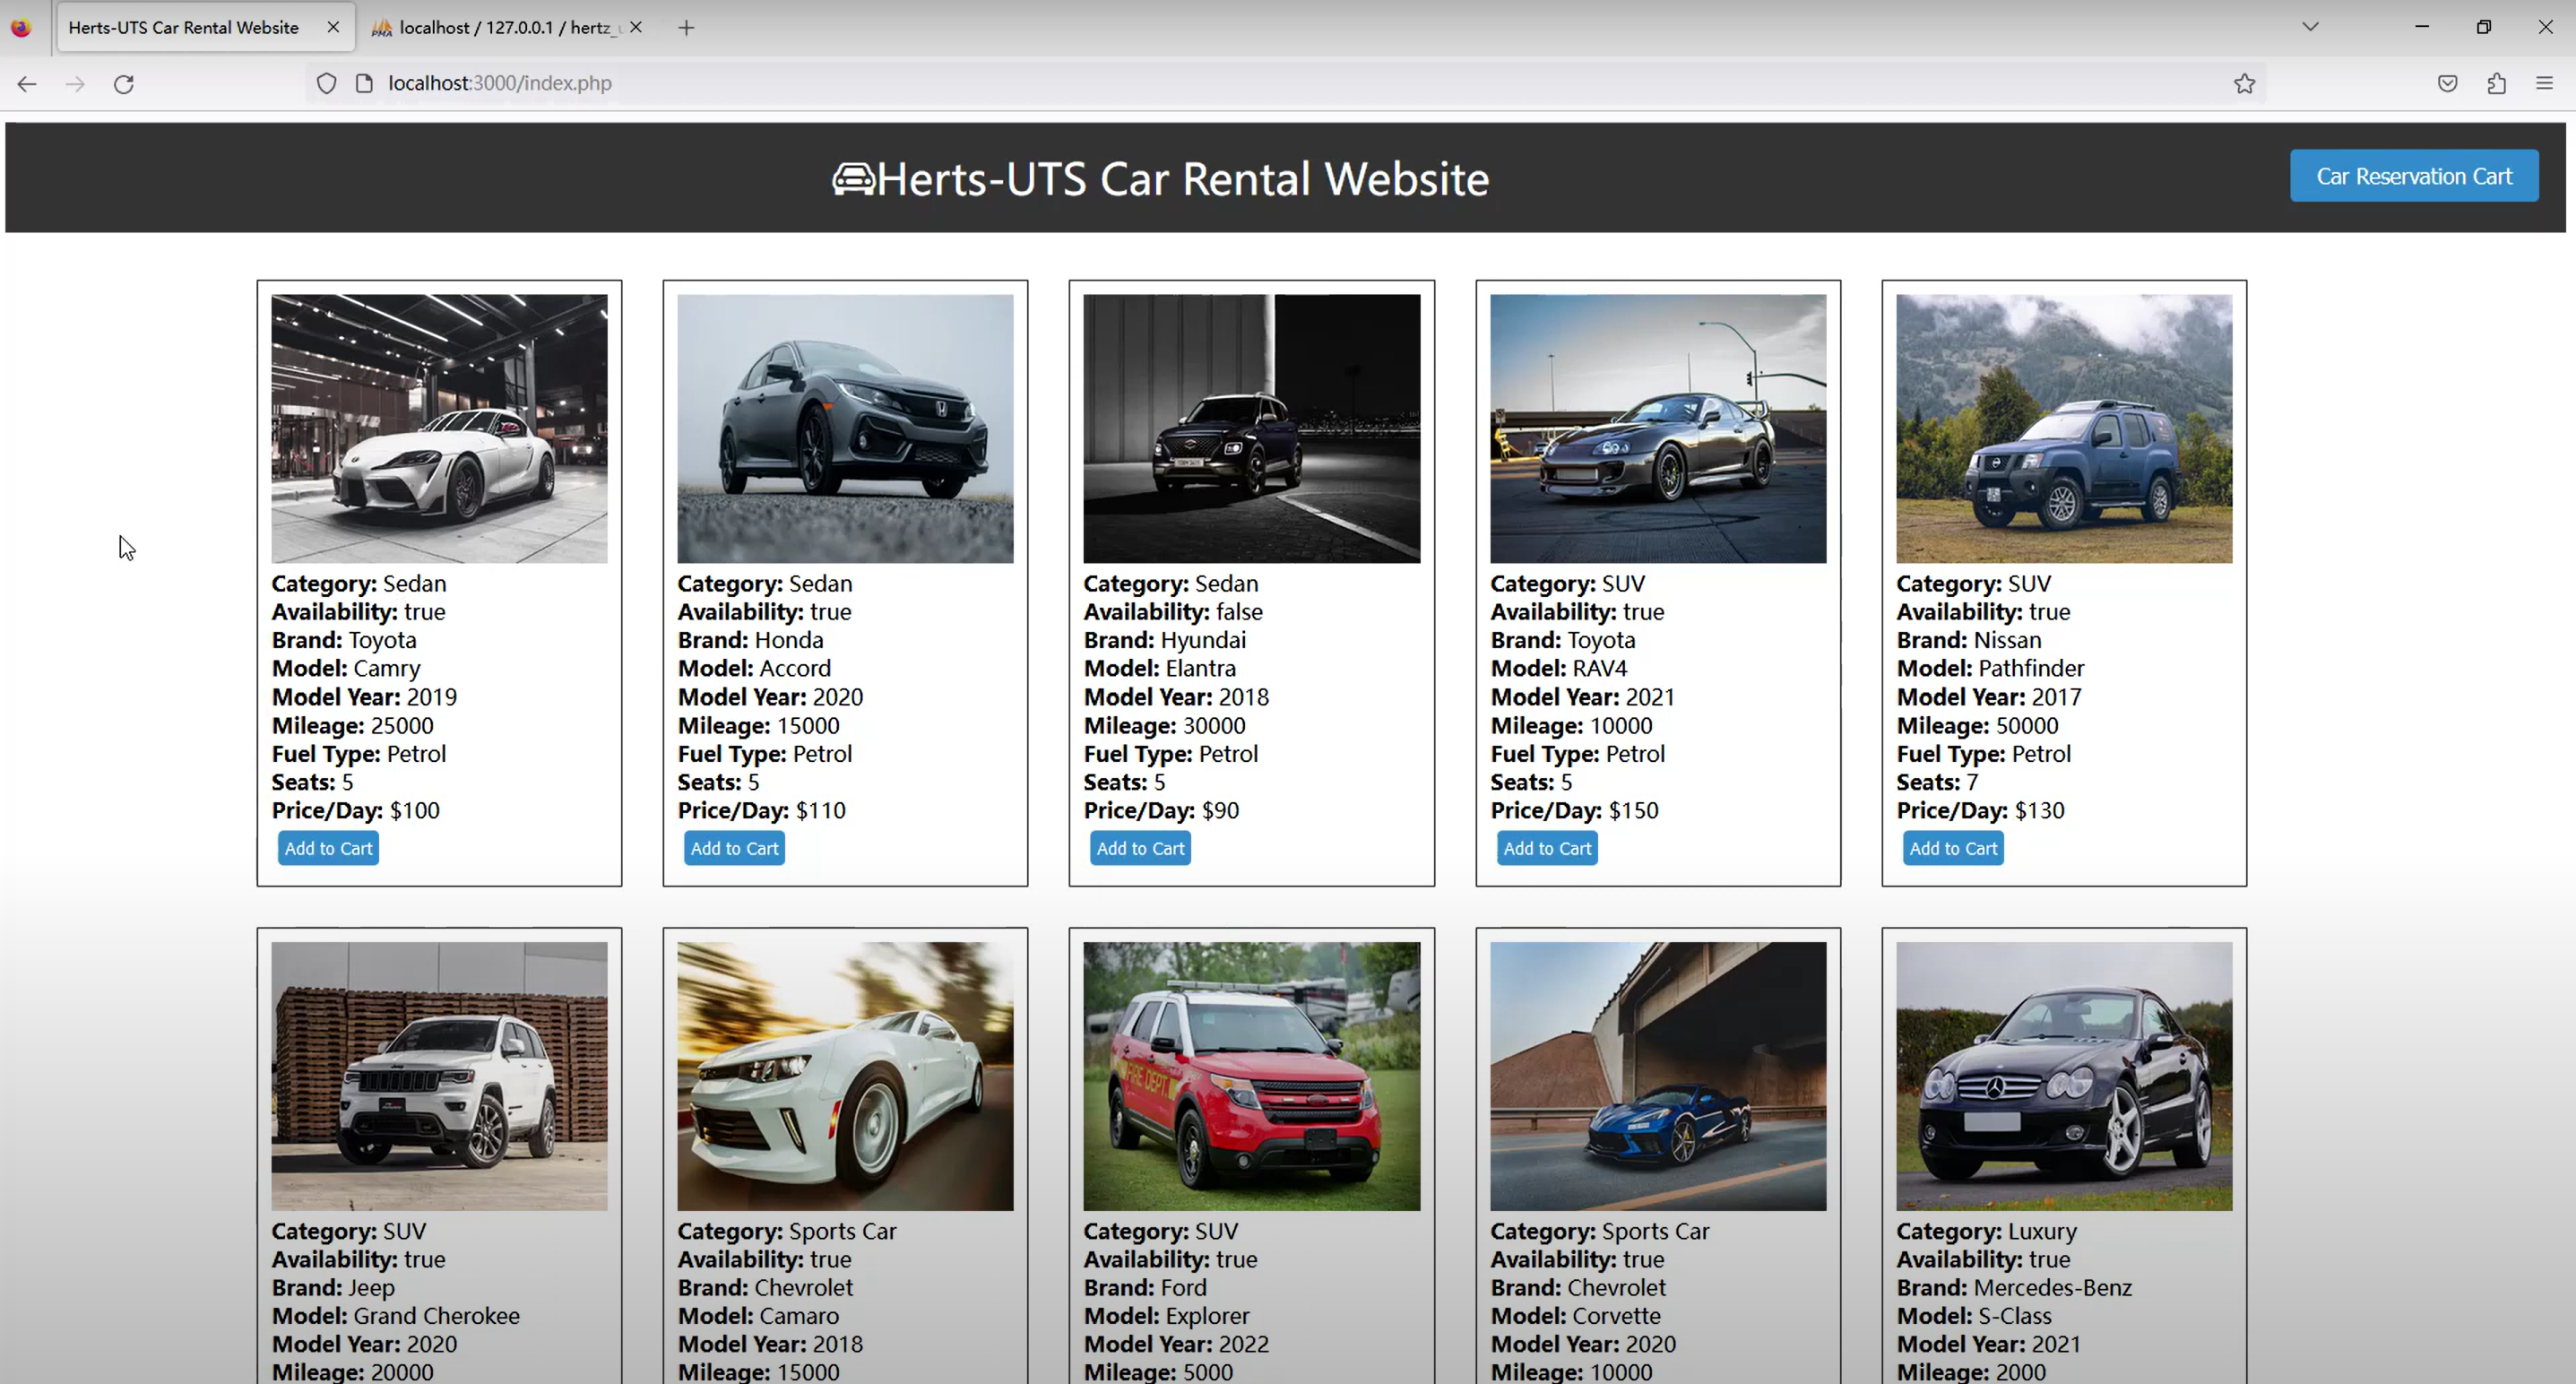 Herts-UTS Car Rental Website
localhost / 127.0.0.1 / hertz_u
localhost:3000/index.php
Herts-UTS Car Rental Website
Car Reservation Cart
Category: Sedan
Availability: true
Brand: Toyota
Model: Camry
Model Year: 2019
Mileage: 25000
Fuel Type: Petrol
Seats: 5
Price/Day: $100
Add to Cart
Category: Sedan
Availability: true
Brand: Honda
Model: Accord
Model Year: 2020
Mileage: 15000
Fuel Type: Petrol
Seats: 5
Price/Day: $110
Add to Cart
Category: Sedan
Availability: false
Brand: Hyundai
Model: Elantra
Model Year: 2018
Mileage: 30000
Fuel Type: Petrol
Seats: 5
Price/Day: $90
Add to Cart
Category: SUV
Availability: true
Brand: Toyota
Model: RAV4
Model Year: 2021
Mileage: 10000
Fuel Type: Petrol
Seats: 5
Price/Day: $150
Add to Cart
Category: SUV
Availability: true
Brand: Nissan
Model: Pathfinder
Model Year: 2017
Mileage: 50000
Fuel Type: Petrol
Seats: 7
Price/Day: $130
Add to Cart
Category: SUV
Availability: true
Brand: Jeep
Model: Grand Cherokee
Model Year: 2020
Mileage: 20000
Category: Sports Car
Availability: true
Brand: Chevrolet
Model: Camaro
Model Year: 2018
Mileage: 15000
FIRE DEPT.
Category: SUV
Availability: true
Brand: Ford
Model: Explorer
Model Year: 2022
Mileage: 5000
Category: Sports Car
Availability: true
Brand: Chevrolet
Model: Corvette
Model Year: 2020
Mileage: 10000
Category: Luxury
Availability: true
Brand: Mercedes-Benz
Model: S-Class
Model Year: 2021
Mileage: 2000